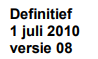 Definitief
1 juli 2010
versie 08